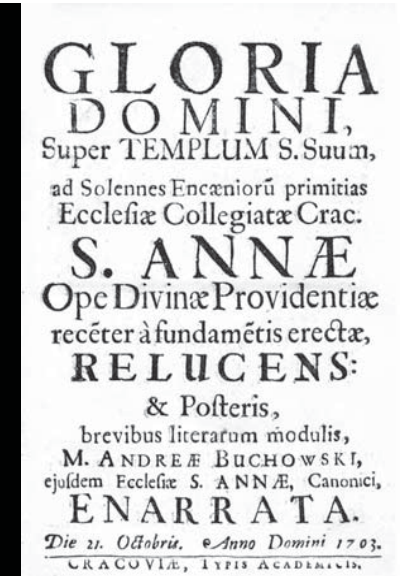 GLORIA
DOMINI,
Super TEMPLUM S. Suum,
ad Solennes Encæniorũ primitias
Eccleſiæ Collegiatæ Crac.
S. ANNÆ
Ope Divinæ Providentiæ
recẽter à fundamẽtis erectæ,
RELUCENS:
& Poſteris,
brevibus literarum modulis,
M. ANDREÆ BUCHOWSKI,
ejuſdem Eccleſiæ S. ANNÆ, Canonici,
ENARRATA.
Die 21. Octobris. Anno Domini 1703.
CRACOVIÆ, TYPIS ACADEMICIS.